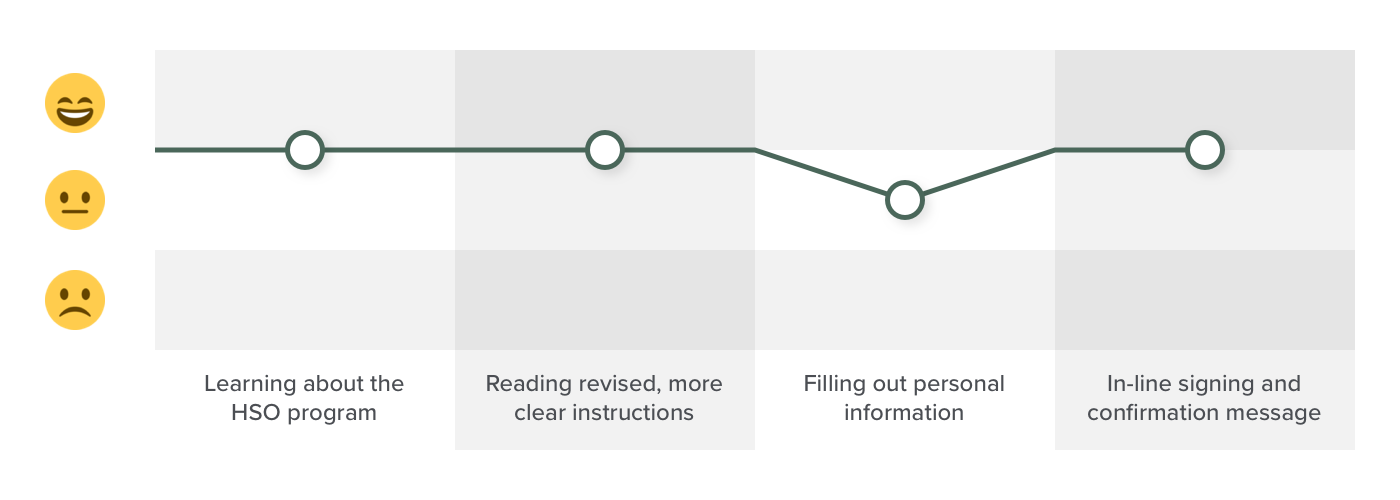 Learning about the
HSO program
Reading revised, more
clear instructions
Filling out personal
information
In-line signing and
confirmation message